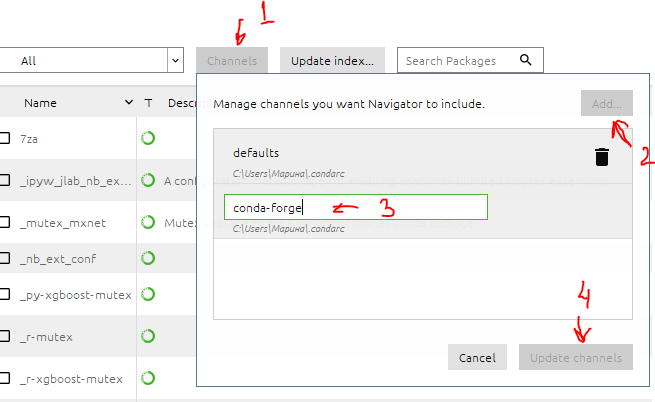 1
All
Channels
Update index...
Search Packages
Name
T
Descr
Manage channels you want Navigator to include.
Add...
2
7za
defaults
C:\Users\Марина\.condarc
_ipyw_jlab_nb_ex...
A conf
conda-forge
3
C:\Users\Марина\.condarc
_mutex_mxnet
Mutex
_nb_ext_conf
_py-xgboost-mutex
4
_r-mutex
Cancel
Update channels
_r-xgboost-mutex